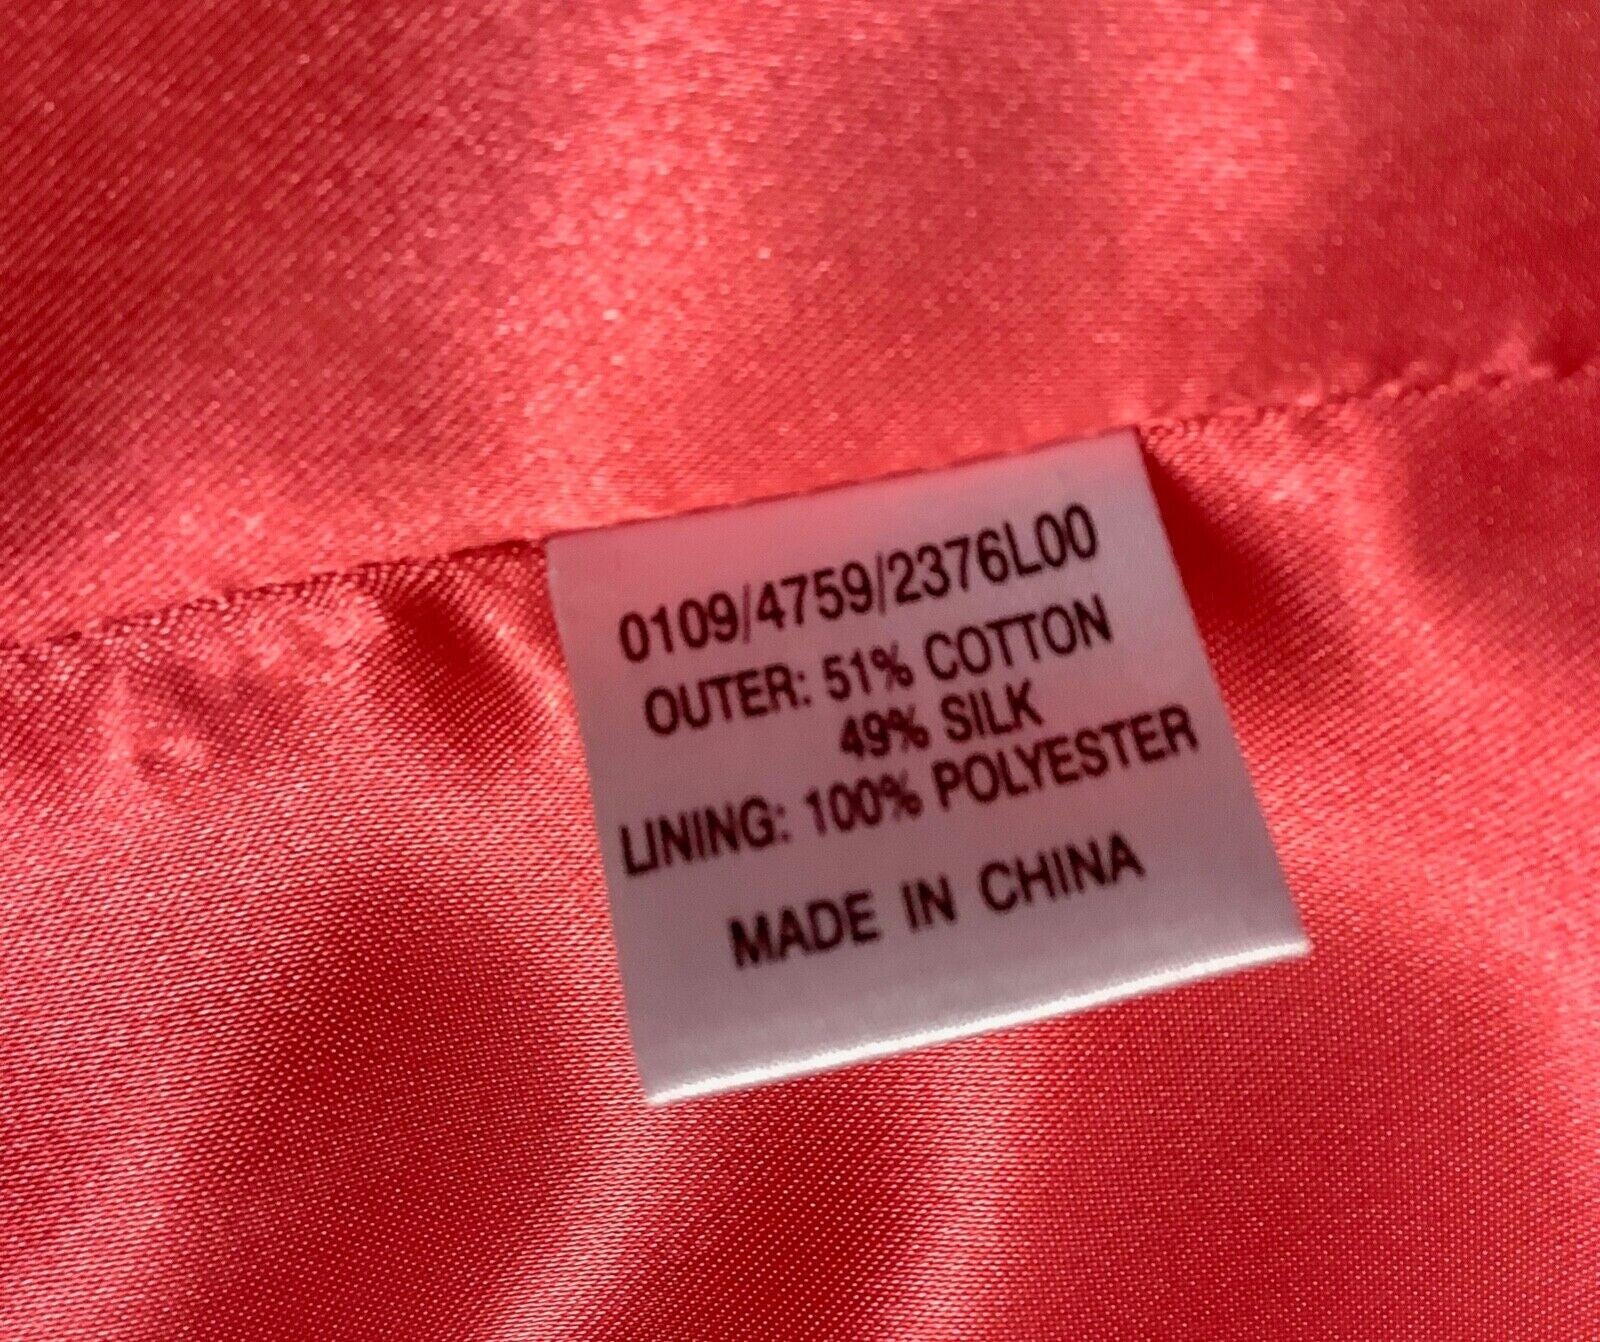 0109/4759/2376L00
OUTER: 51% COTTON
49% SILK
LINING: 100% POLYESTER
MADE IN CHINA